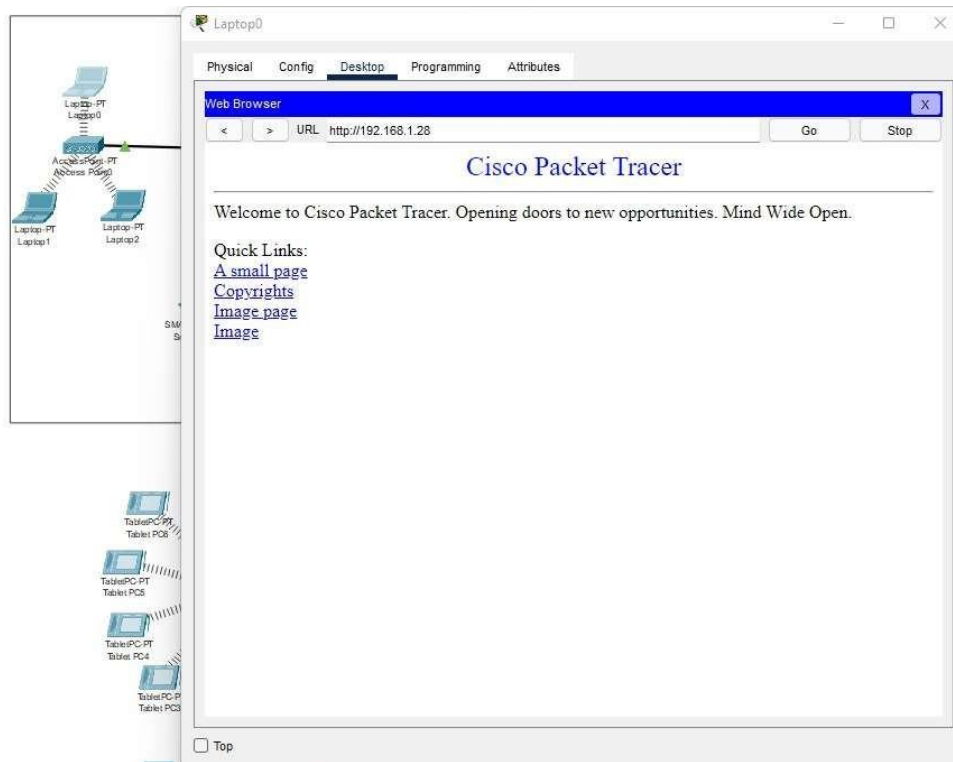 Laptop0
Physical Config Desktop Programming Attributes
Web Browser X
< > URL http://192.168.1.28 Go Stop
Cisco Packet Tracer
Welcome to Cisco Packet Tracer. Opening doors to new opportunities. Mind Wide Open.
Quick Links:
A small page
Copyrights
Image page
Image
Top
Laptop-PT
Laptop0
AccessPoint-PT
Access Point0
Laptop-PT
Laptop1
Laptop-PT
Laptop2
TabletPC-PT
Tablet PC6
TabletPC-PT
Tablet PC5
TabletPC-PT
Tablet PC4
TabletPC-P
Tablet PC3